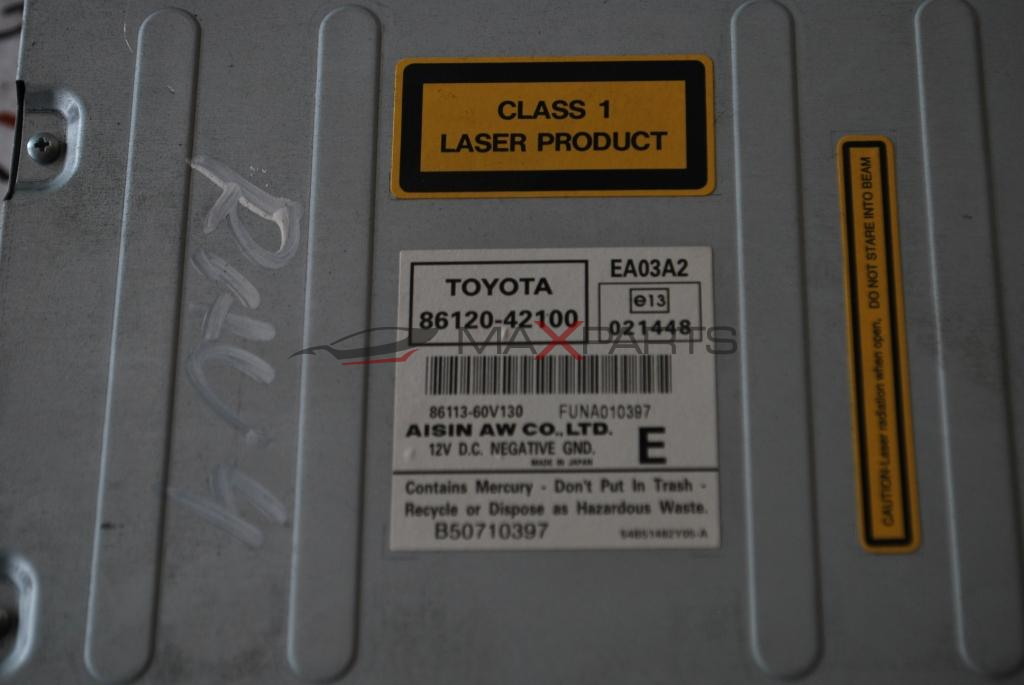 CLASS 1
LASER PRODUCT
TOYOTA
86120-42100
EA03A2
e13
021448
MAXPARTS
86113-60V130 FUNA010397
AISIN AW CO., LTD.
12V D.C. NEGATIVE GND.
MADE IN JAPAN
E
Contains Mercury - Don't Put In Trash -
Recycle or Dispose as Hazardous Waste.
B50710397
CAUTION-Laser radiation when open, DO NOT STARE INTO BEAM
RAV 4